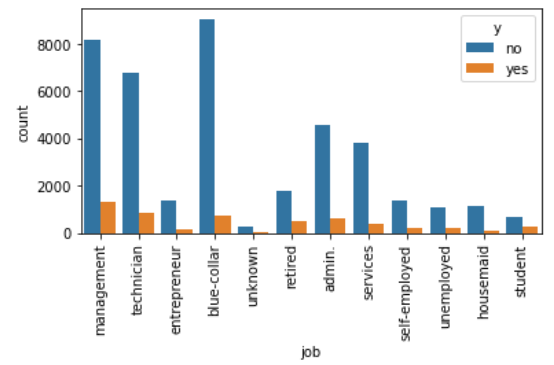 y
no
yes
8000
6000
4000
2000
0
count
management
technician
entrepreneur
blue-collar
unknown
retired
admin.
services
self-employed
unemployed
housemaid
student
job